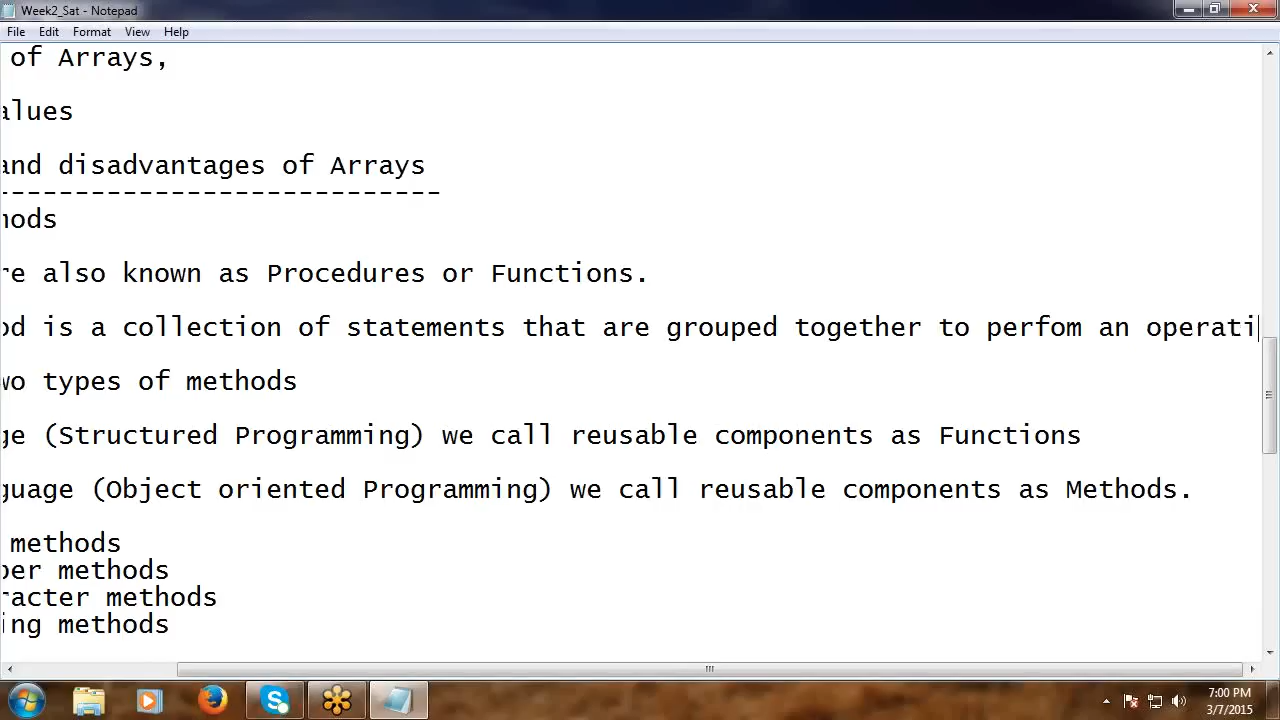 Week2_Sat - Notepad
File Edit Format View Help
of Arrays,
alues
and disadvantages of Arrays
----------------------------
hods
re also known as Procedures or Functions.
od is a collection of statements that are grouped together to perfom an operati
wo types of methods
ge (Structured Programming) we call reusable components as Functions
guage (Object oriented Programming) we call reusable components as Methods.
methods
ber methods
racter methods
ing methods
7:00 PM
3/7/2015